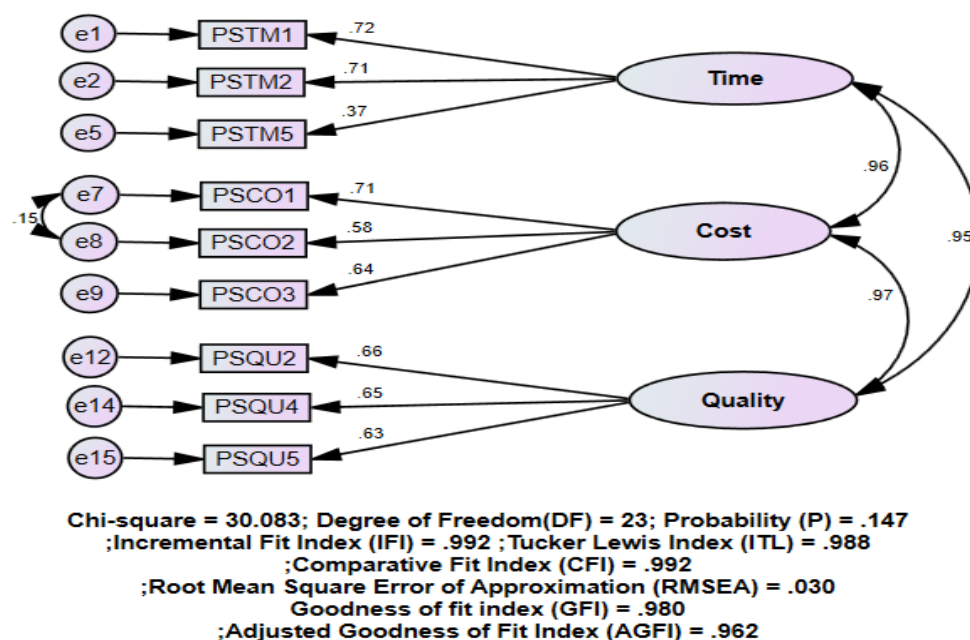 e1 PSTM1 .72
e2 PSTM2 .71 Time
e5 PSTM5 .37
e7 PSCO1 .71 .96
.15
e8 PSCO2 .58 Cost .95
e9 PSCO3 .64
.97
e12 PSQU2 .66
e14 PSQU4 .65 Quality
e15 PSQU5 .63
Chi-square = 30.083; Degree of Freedom(DF) = 23; Probability (P) = .147
;Incremental Fit Index (IFI) = .992 ;Tucker Lewis Index (ITL) = .988
;Comparative Fit Index (CFI) = .992
;Root Mean Square Error of Approximation (RMSEA) = .030
Goodness of fit index (GFI) = .980
;Adjusted Goodness of Fit Index (AGFI) = .962